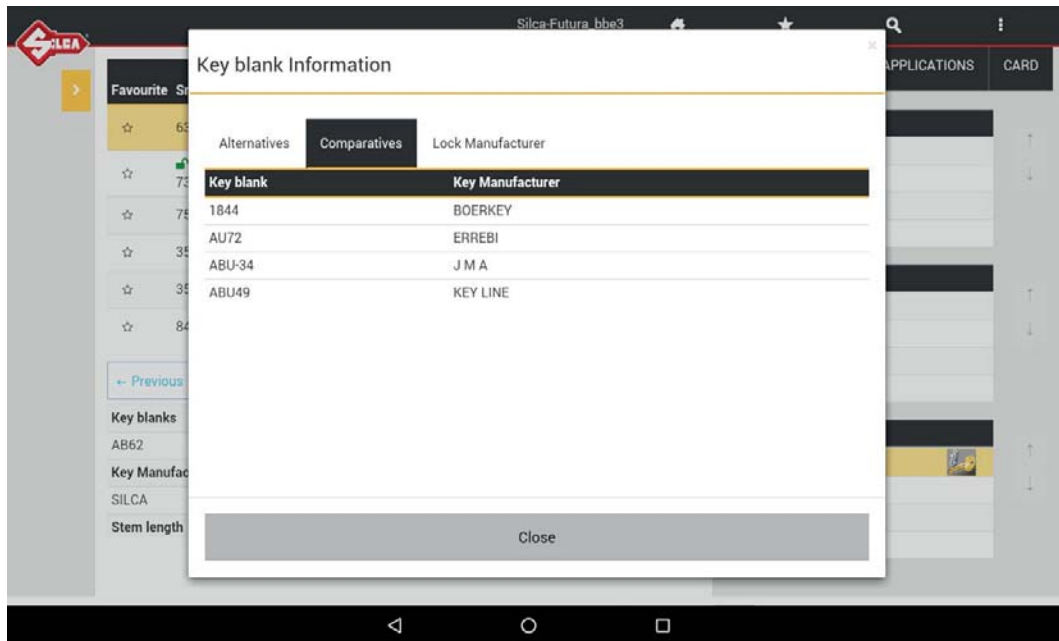 Silca-Futura_bbe3
SILCA
Key blank Information
×
APPLICATIONS CARD
Favourite
Alternatives Comparatives Lock Manufacturer
Key blank Key Manufacturer
1844 BOERKEY
AU72 ERREBI
ABU-34 J M A
ABU49 KEY LINE
← Previous
Key blanks
AB62
SILCA
Stem length
Close